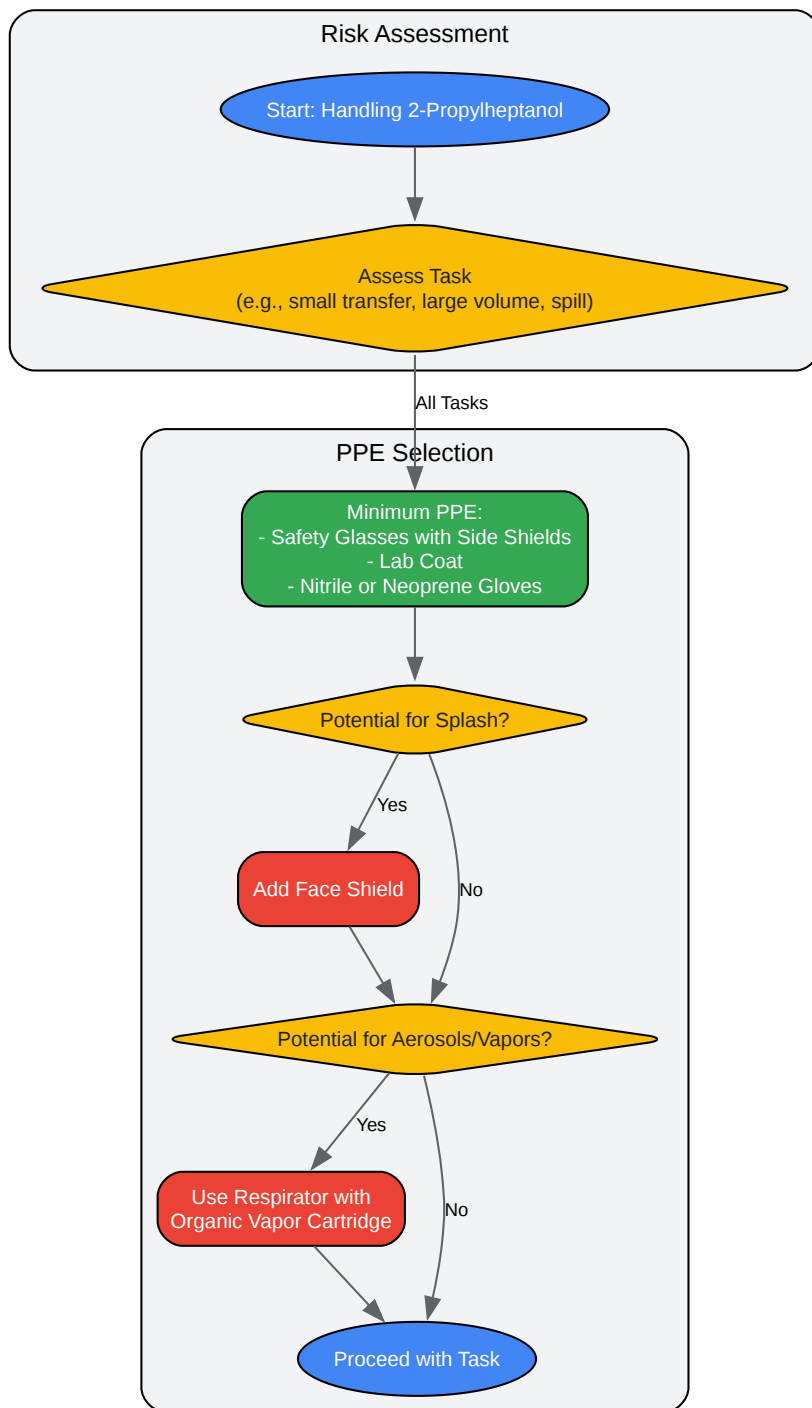 Risk Assessment
Start: Handling 2-Propylheptanol
Assess Task
(e.g., small transfer, large volume, spill)
All Tasks
PPE Selection
Minimum PPE:
- Safety Glasses with Side Shields
- Lab Coat
- Nitrile or Neoprene Gloves
Potential for Splash?
Yes
Add Face Shield
No
Potential for Aerosols/Vapors?
Yes
Use Respirator with
Organic Vapor Cartridge
No
Proceed with Task